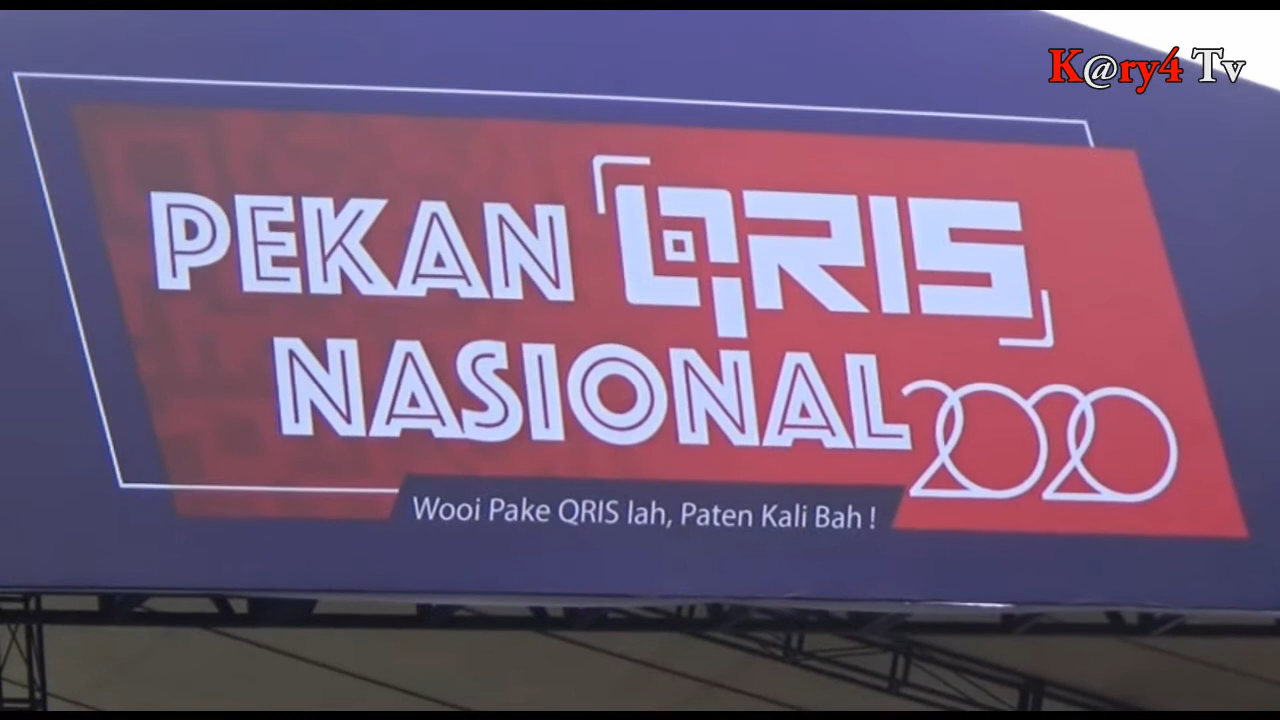 K@ry4 Tv
PEKAN QRIS
NASIONAL 2020
Wooi Pake QRIS lah, Paten Kali Bah !